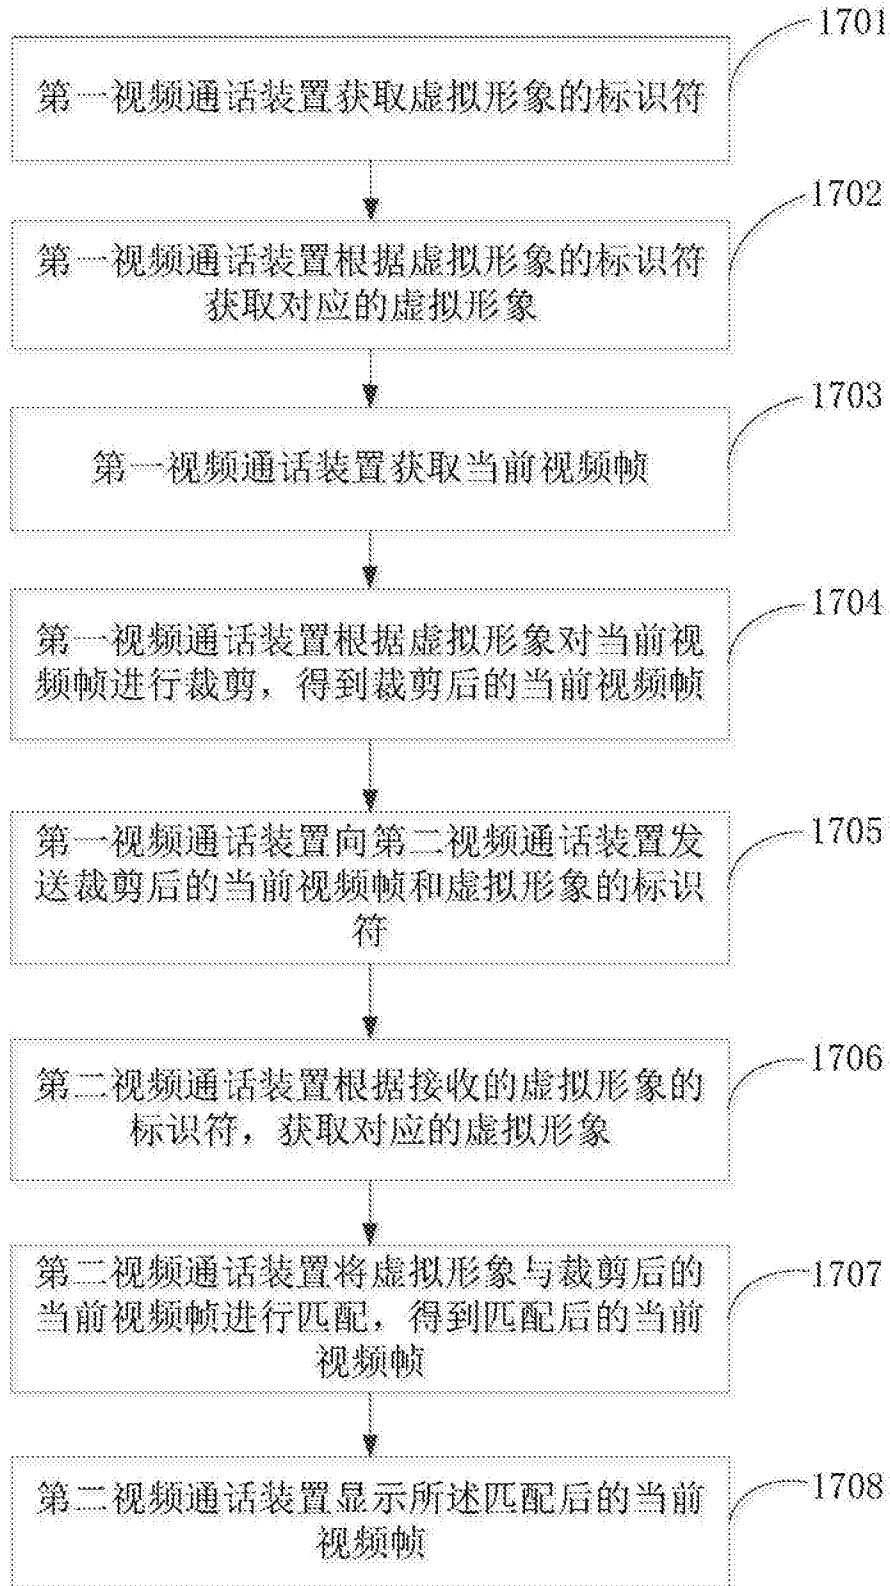 1701
第一视频通话装置获取虚拟形象的标识符
1702
第一视频通话装置根据虚拟形象的标识符
获取对应的虚拟形象
1703
第一视频通话装置获取当前视频帧
1704
第一视频通话装置根据虚拟形象对当前视
频帧进行裁剪，得到裁剪后的当前视频帧
1705
第一视频通话装置向第二视频通话装置发
送裁剪后的当前视频帧和虚拟形象的标识
符
1706
第二视频通话装置根据接收的虚拟形象的
标识符，获取对应的虚拟形象
1707
第二视频通话装置将虚拟形象与裁剪后的
当前视频帧进行匹配，得到匹配后的当前
视频帧
1708
第二视频通话装置显示所述匹配后的当前
视频帧